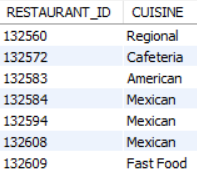 RESTAURANT_ID CUISINE
132560 Regional
132572 Cafeteria
132583 American
132584 Mexican
132594 Mexican
132608 Mexican
132609 Fast Food